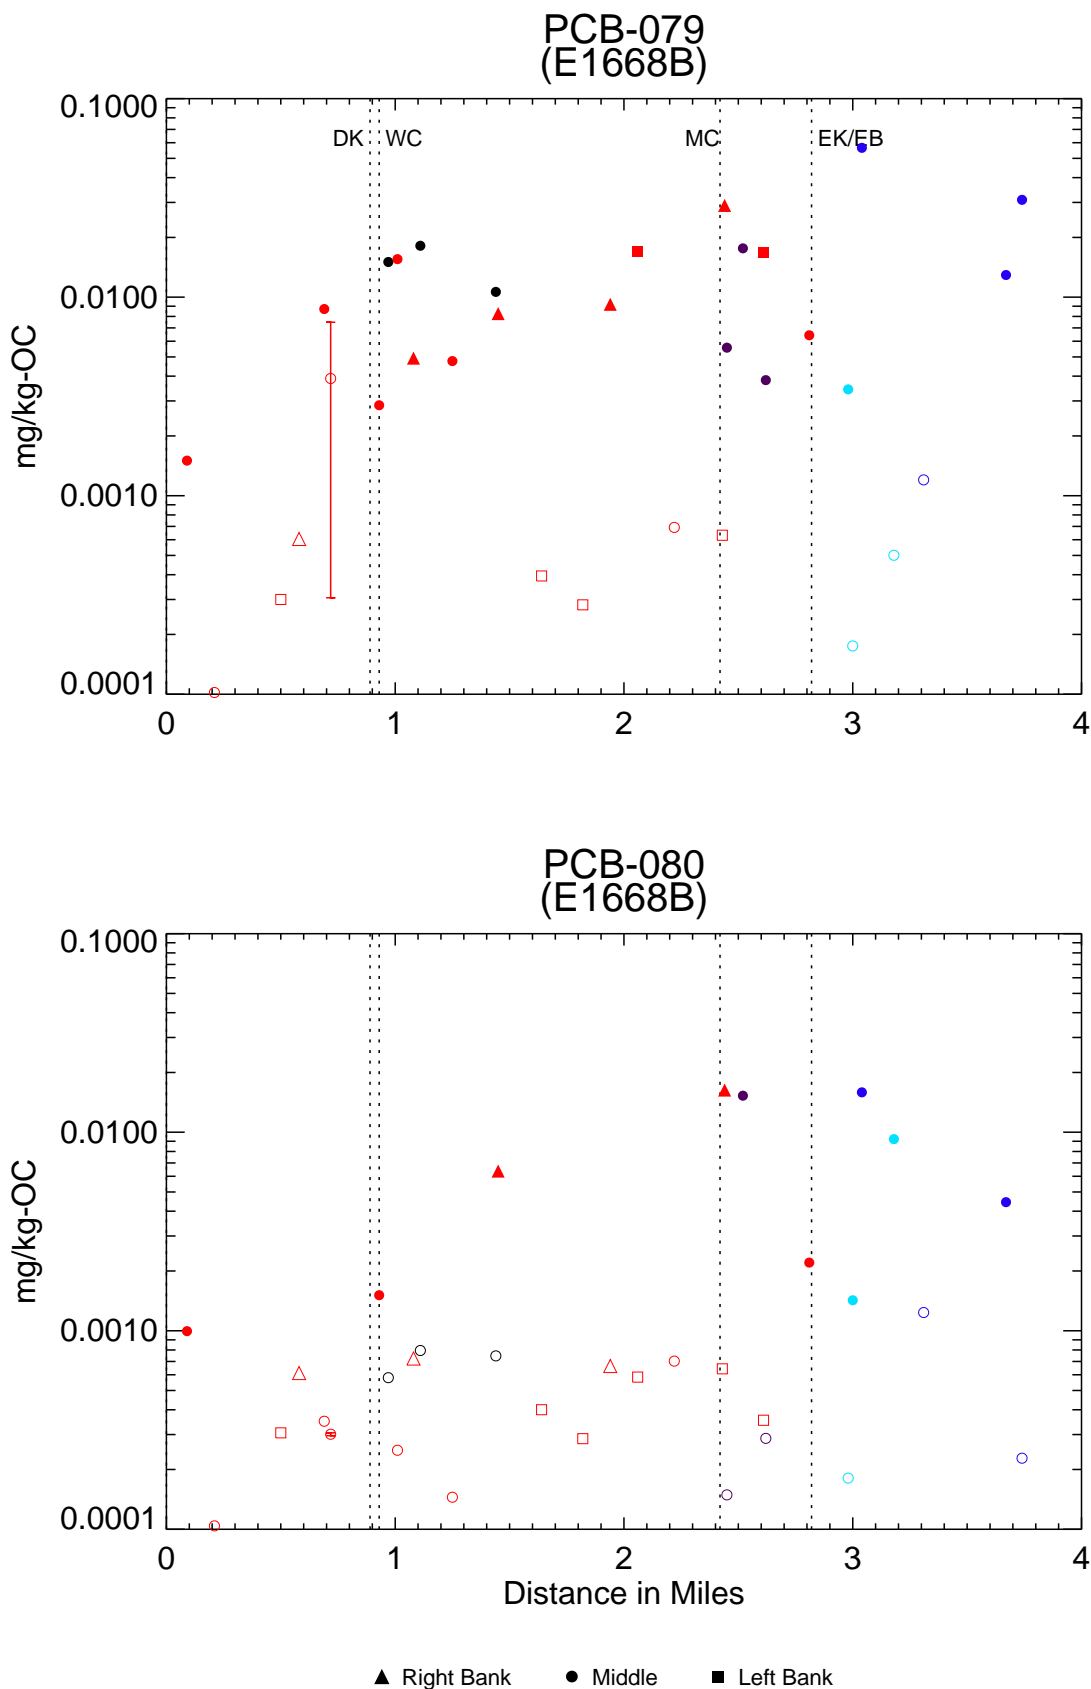 PCB-079
(E1668B)
0.1000
DK WC MC EK/EB
0.0100
mg/kg-OC
0.0010
0.0001
0 1 2 3 4
PCB-080
(E1668B)
0.1000
0.0100
mg/kg-OC
0.0010
0.0001
0 1 2 3 4
Distance in Miles
Right Bank Middle Left Bank